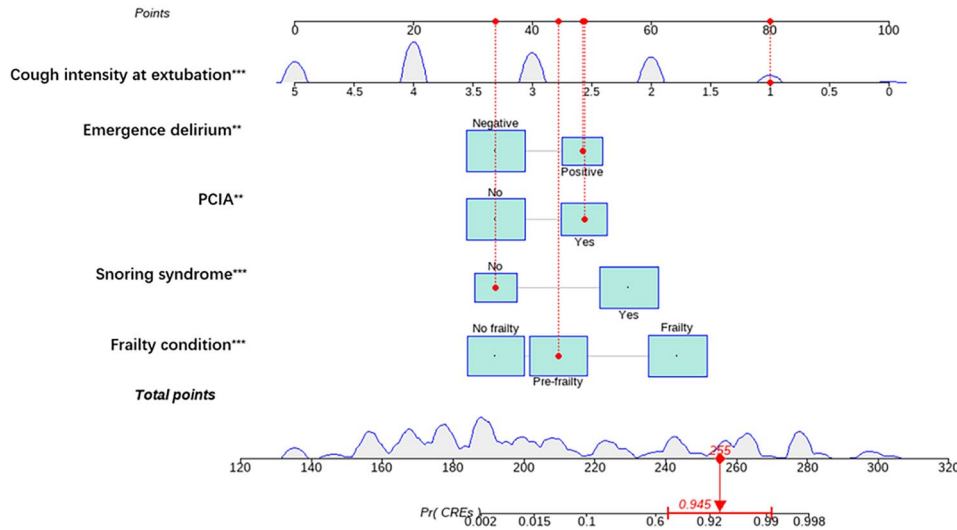 Points
0 20 40 60 80 100
Cough intensity at extubation***
5 4.5 4 3.5 3 2.5 2 1.5 1 0.5 0
Emergence delirium**
Negative
Positive
PCIA**
No
Yes
Snoring syndrome***
No
Yes
Frailty condition***
No frailty
Frailty
Pre-frailty
Total points
255
120 140 160 180 200 220 240 260 280 300 320
0.945
Pr( CREs )
0.002 0.015 0.1 0.6 0.92 0.99 0.998